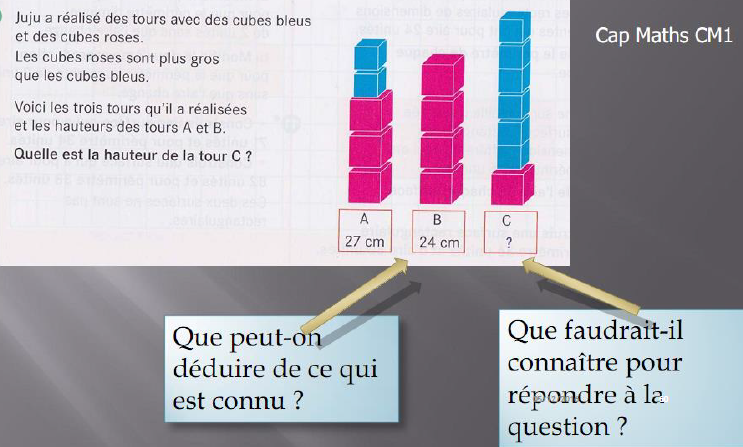 Juju a réalisé des tours avec des cubes bleus
et des cubes roses.
Les cubes roses sont plus gros
que les cubes bleus.
Voici les trois tours qu'il a réalisées
et les hauteurs des tours A et B.
Quelle est la hauteur de la tour C ?
A
27 cm
B
24 cm
C
?
Cap Maths CM1
Que peut-on
déduire de ce qui
est connu ?
Que faudrait-il
connaître pour
répondre à la
question ?